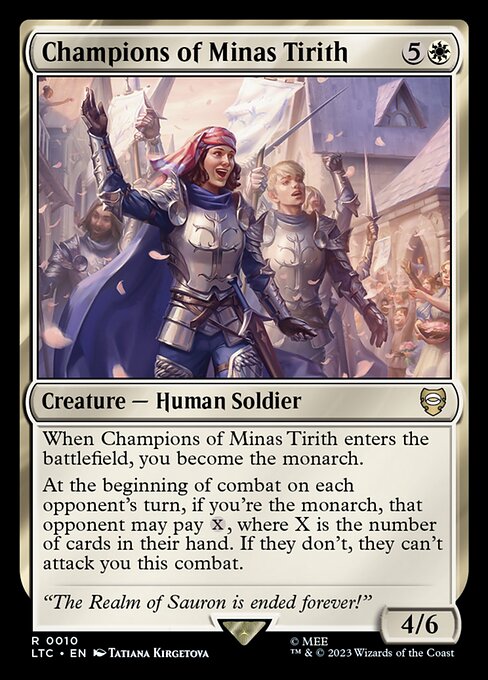 Champions of Minas Tirith 5
Creature — Human Soldier
When Champions of Minas Tirith enters the
battlefield, you become the monarch.
At the beginning of combat on each
opponent's turn, if you're the monarch, that
opponent may pay X, where X is the number
of cards in their hand. If they don't, they can't
attack you this combat.
"The Realm of Sauron is ended forever!"
4/6
R 0010
LTC • EN Tatiana Kirgetova
© MEE
™ & © 2023 Wizards of the Coast